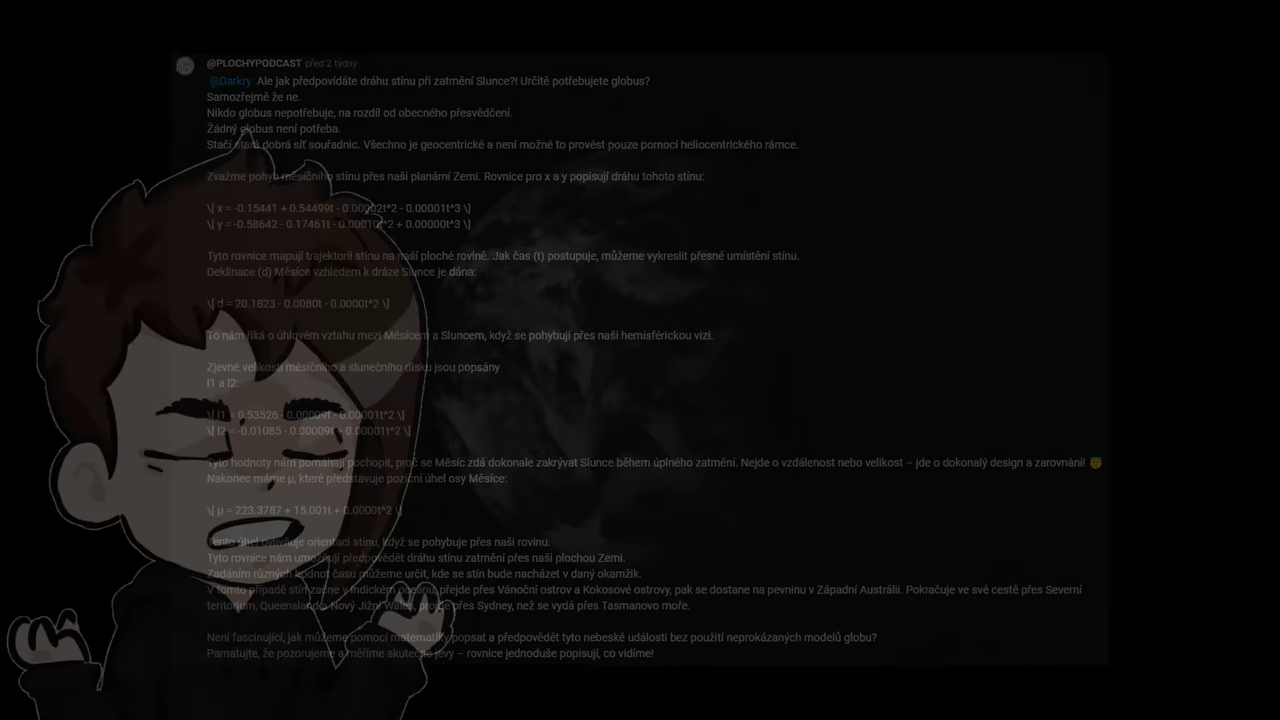 @PLOCHYPODCAST před 2 týdny
@Darkry Ale jak předpovídáte dráhu stínu při zatmění Slunce?! Určitě potřebujete globus?
Samozřejmě že ne.
Nikdo globus nepotřebuje, na rozdíl od obecného přesvědčení.
Žádný globus není potřeba.
Stačí stará dobrá síť souřadnic. Všechno je geocentrické a není možné to provést pouze pomocí heliocentrického rámce.
Zvažme pohyb měsíčního stínu přes naši planární Zemi. Rovnice pro x a y popisují dráhu tohoto stínu:
\[ x = -0.15441 + 0.54499t - 0.00002t^2 - 0.00001t^3 \]
\[ y = -0.58642 - 0.17461t - 0.00010t^2 + 0.00000t^3 \]
Tyto rovnice mapují trajektorii stínu na naší ploché rovině. Jak čas (t) postupuje, můžeme vykreslit přesné umístění stínu.
Deklinace (d) Měsíce vzhledem k dráze Slunce je dána:
\[ d = 20.1823 - 0.0080t - 0.0000t^2 \]
To nám říká o úhlovém vztahu mezi Měsícem a Sluncem, když se pohybují přes naši hemisférickou vizi.
Zjevné velikosti měsíčního a slunečního disku jsou popsány
l1 a l2:
\[ l1 = 0.53526 - 0.00009t - 0.00001t^2 \]
\[ l2 = -0.01085 - 0.00009t - 0.00001t^2 \]
Tyto hodnoty nám pomáhají pochopit, proč se Měsíc zdá dokonale zakrývat Slunce během úplného zatmění. Nejde o vzdálenost nebo velikost – jde o dokonalý design a zarovnání! 😇
Nakonec máme μ, které představuje poziční úhel osy Měsíce:
\[ μ = 223.3787 + 15.001t + 0.0000t^2 \]
Tento úhel ovlivňuje orientaci stínu, když se pohybuje přes naši rovinu.
Tyto rovnice nám umožňují předpovědět dráhu stínu zatmění přes naši plochou Zemi.
Zadáním různých hodnot času můžeme určit, kde se stín bude nacházet v daný okamžik.
V tomto případě stín začne v Indickém oceánu, přejde přes Vánoční ostrov a Kokosové ostrovy, pak se dostane na pevninu v Západní Austrálii. Pokračuje ve své cestě přes Severní
teritorium, Queensland a Nový Jižní Wales, projde přes Sydney, než se vydá přes Tasmanovo moře.
Není fascinující, jak můžeme pomocí matematiky popsat a předpovědět tyto nebeské události bez použití neprokázaných modelů globu?
Pamatujte, že pozorujeme a měříme skutečné jevy – rovnice jednoduše popisují, co vidíme!